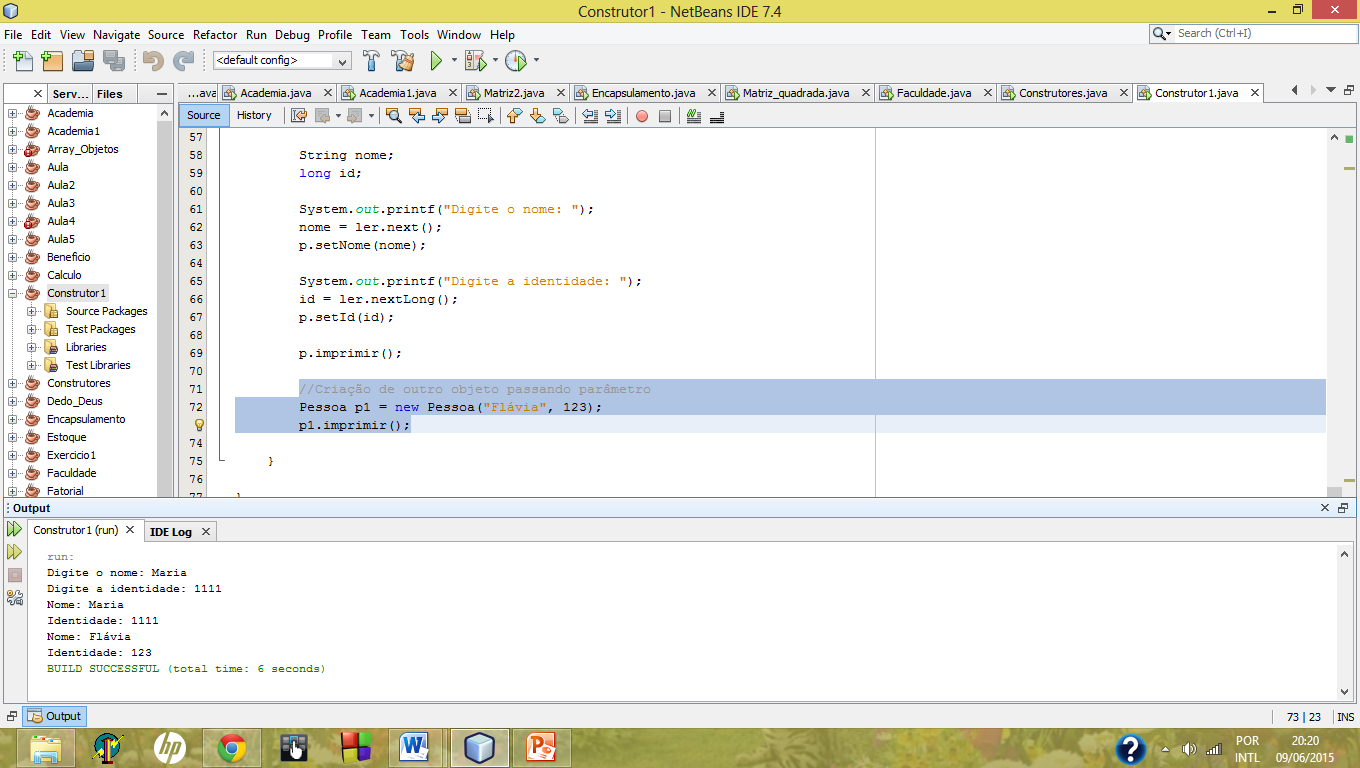 Construtor1 - NetBeans IDE 7.4
File Edit View Navigate Source Refactor Run Debug Profile Team Tools Window Help
Search (Ctrl+I)
<default config>
Serv... Files
...ava Academia.java Academia1.java Matriz2.java Encapsulamento.java Matriz_quadrada.java Faculdade.java Construtores.java Construtor1.java
Source History
Academia
Academia1
Array_Objetos
Aula
Aula2
Aula3
Aula4
Aula5
Beneficio
Calculo
Construtor1
Source Packages
Test Packages
Libraries
Test Libraries
Construtores
Dedo_Deus
Encapsulamento
Estoque
Exercicio1
Faculdade
Fatorial
57
58 String nome;
59 long id;
60
61 System.out.printf("Digite o nome: ");
62 nome = ler.next();
63 p.setNome(nome);
64
65 System.out.printf("Digite a identidade: ");
66 id = ler.nextLong();
67 p.setId(id);
68
69 p.imprimir();
70
71 //Criação de outro objeto passando parâmetro
72 Pessoa p1 = new Pessoa("Flávia", 123);
p1.imprimir();
74
75 }
76
77 }
Output
Construtor1 (run) IDE Log
run:
Digite o nome: Maria
Digite a identidade: 1111
Nome: Maria
Identidade: 1111
Nome: Flávia
Identidade: 123
BUILD SUCCESSFUL (total time: 6 seconds)
Output
73 | 23 INS
POR
INTL
20:20
09/06/2015